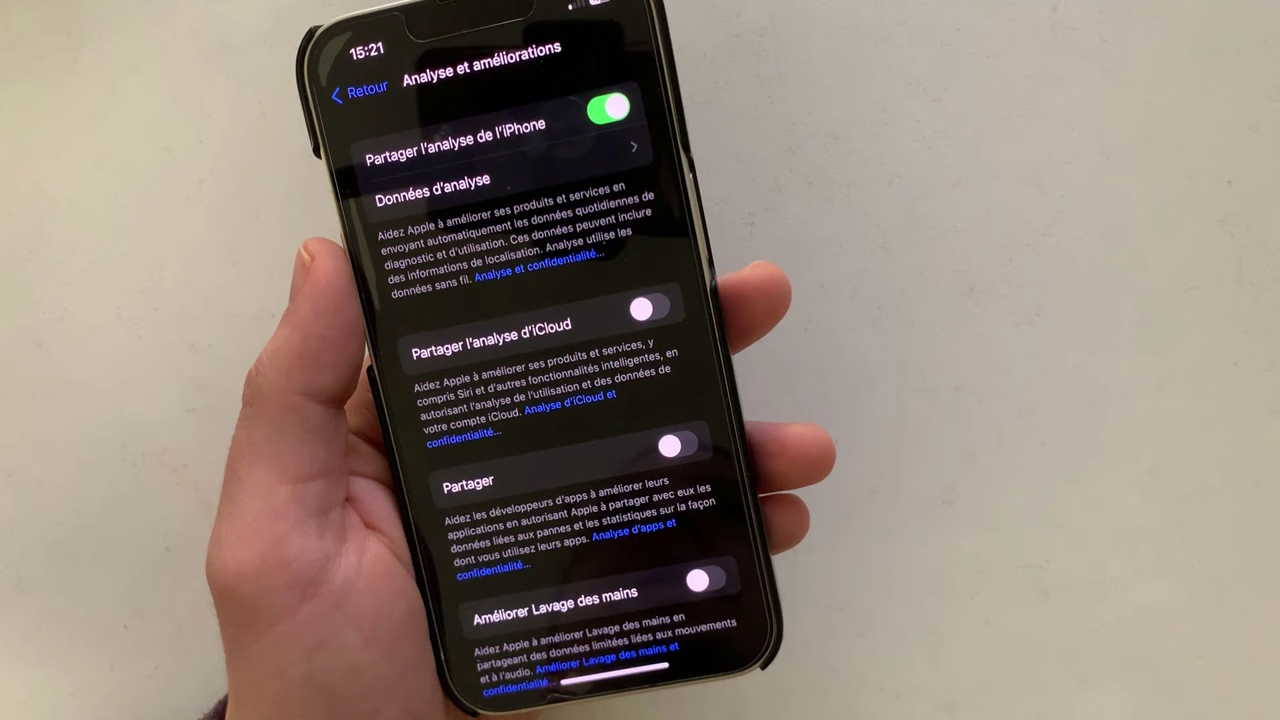 15:21
Retour
Analyse et améliorations
Partager l'analyse de l'iPhone
Données d'analyse
Aidez Apple à améliorer ses produits et services en
envoyant automatiquement les données quotidiennes de
diagnostic et d'utilisation. Ces données peuvent inclure
des informations de localisation. Analyse utilise les
données sans fil. Analyse et confidentialité...
Partager l'analyse d'iCloud
Aidez Apple à améliorer ses produits et services, y
compris Siri et d'autres fonctionnalités intelligentes, en
autorisant l'analyse de l'utilisation et des données de
votre compte iCloud. Analyse d'iCloud et
confidentialité...
Partager
Aidez les développeurs d'apps à améliorer leurs
applications en autorisant Apple à partager avec eux les
données liées aux pannes et les statistiques sur la façon
dont vous utilisez leurs apps. Analyse d'apps et
confidentialité...
Améliorer Lavage des mains
Aidez Apple à améliorer Lavage des mains en
partageant des données limitées liées aux mouvements
et à l'audio. Améliorer Lavage des mains et
confidentialité...